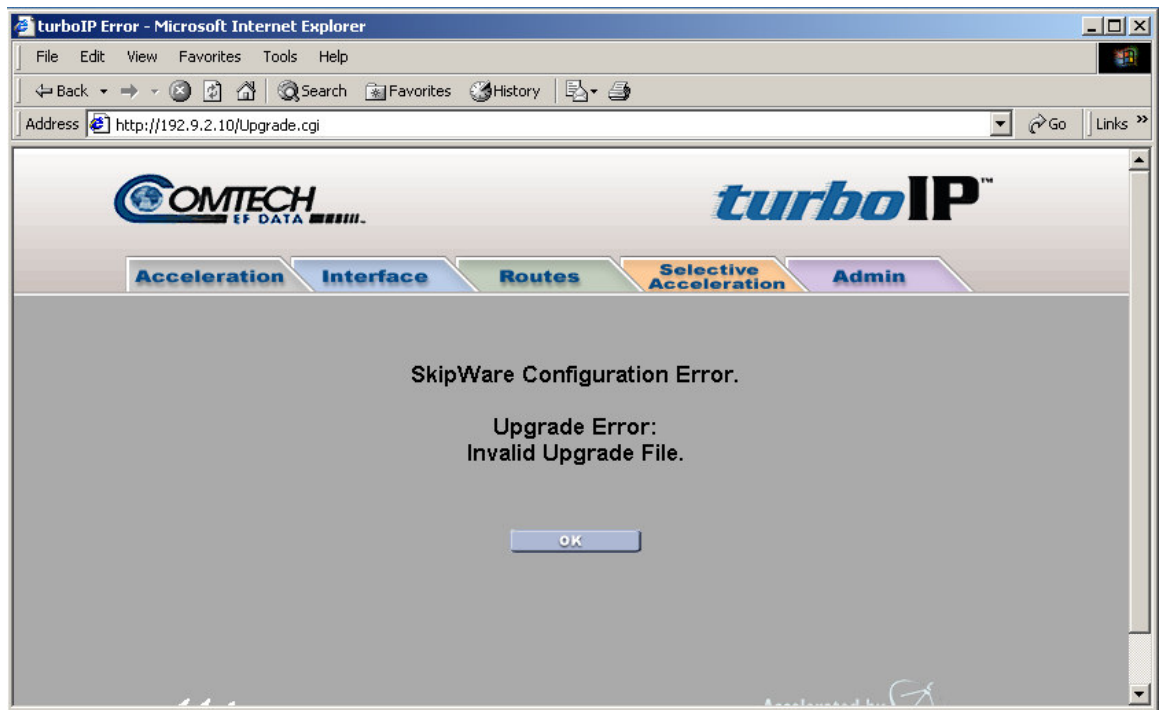 turboIP Error - Microsoft Internet Explorer
File Edit View Favorites Tools Help
Back Search Favorites History
Address http://192.9.2.10/Upgrade.cgi Go Links »
COMTECH
EF DATA
turboIP™
Acceleration Interface Routes Selective Acceleration Admin
SkipWare Configuration Error.
Upgrade Error:
Invalid Upgrade File.
OK